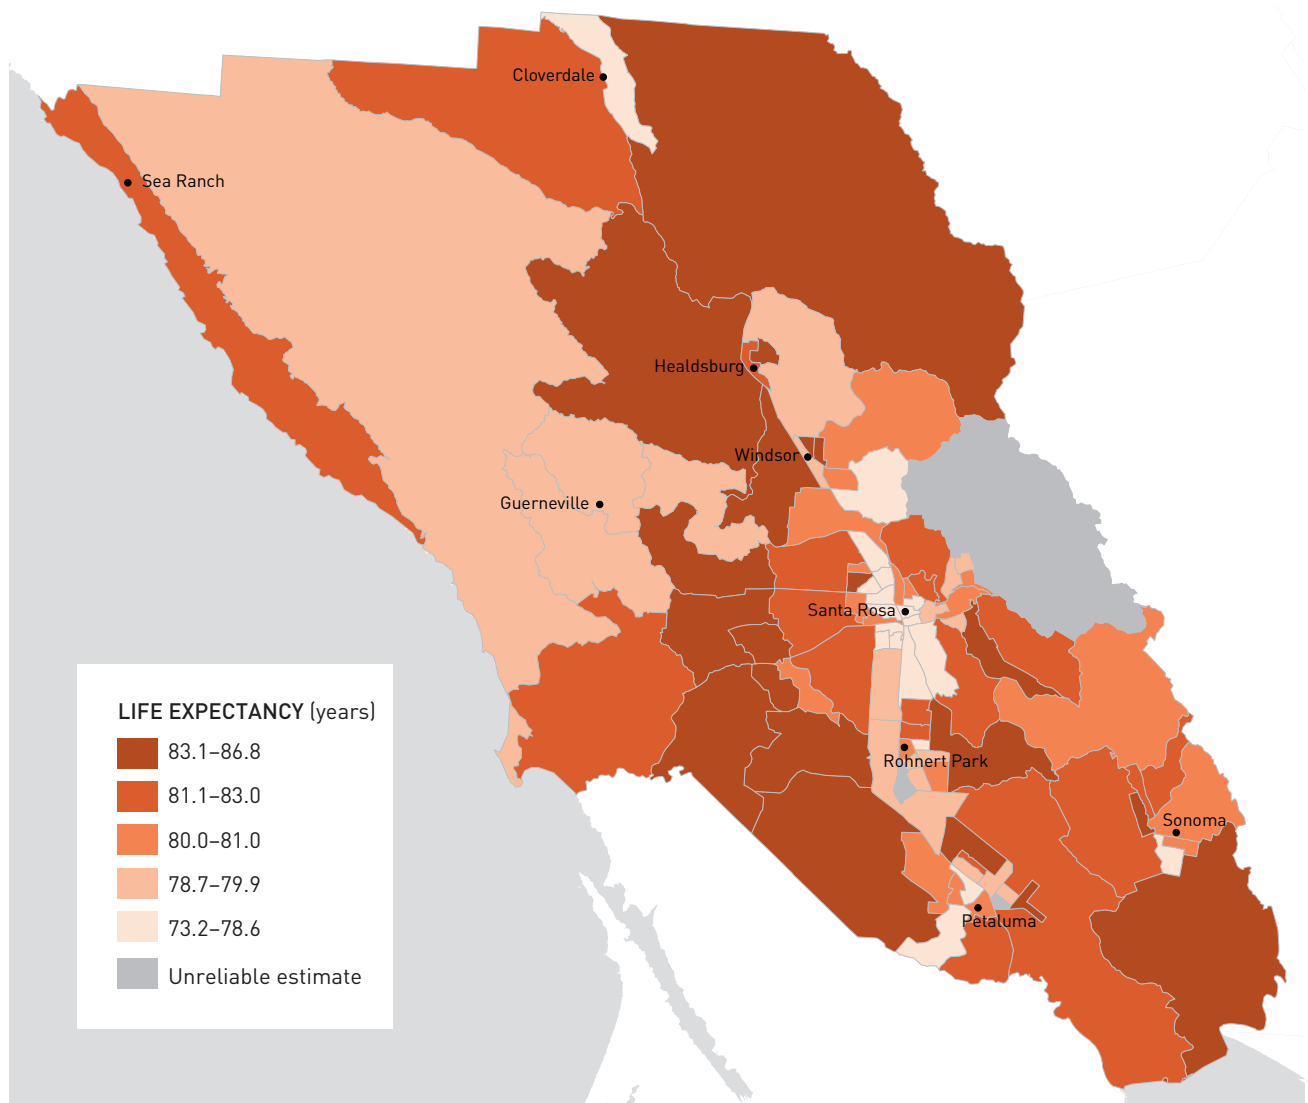 Cloverdale
Sea Ranch
Healdsburg
Windsor
Guerneville
Santa Rosa
Rohnert Park
Sonoma
Petaluma
LIFE EXPECTANCY (years)
83.1–86.8
81.1–83.0
80.0–81.0
78.7–79.9
73.2–78.6
Unreliable estimate